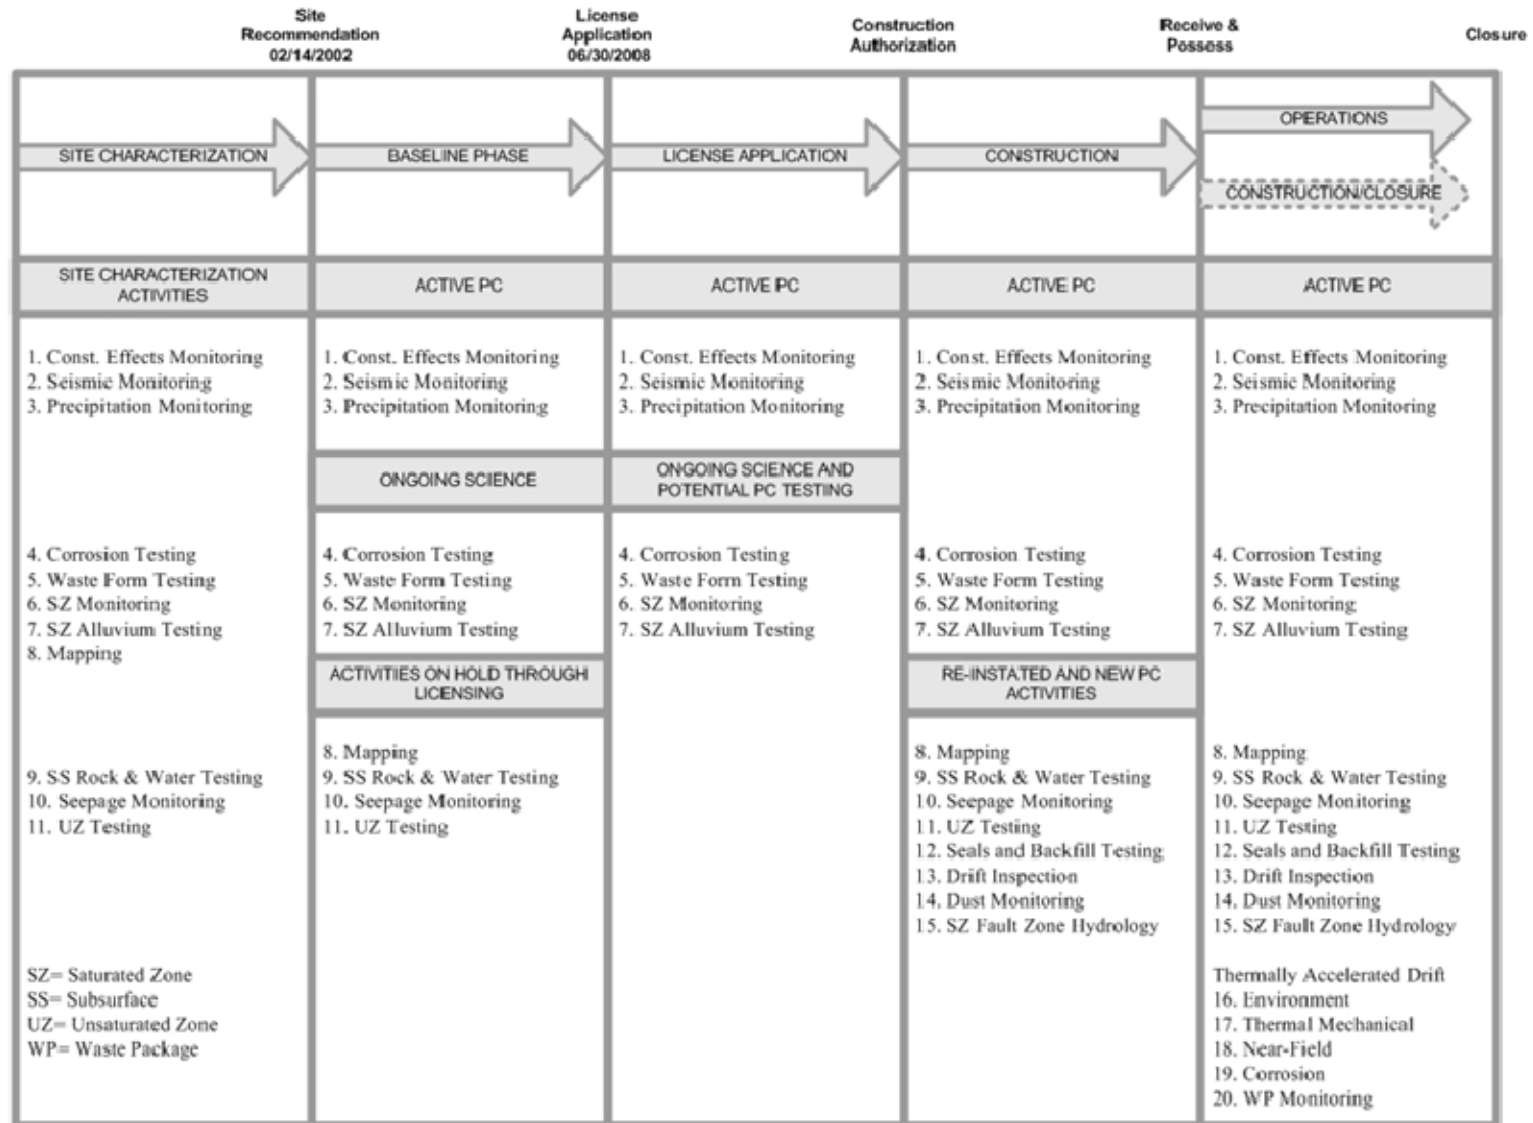 Site
Recommendation
02/14/2002
License
Application
06/30/2008
Construction
Authorization
Receive &
Possess
Closure
SITE CHARACTERIZATION
BASELINE PHASE
LICENSE APPLICATION
CONSTRUCTION
OPERATIONS
CONSTRUCTION/CLOSURE
SITE CHARACTERIZATION
ACTIVITIES
1. Const. Effects Monitoring
2. Seismic Monitoring
3. Precipitation Monitoring
4. Corrosion Testing
5. Waste Form Testing
6. SZ Monitoring
7. SZ Alluvium Testing
8. Mapping
9. SS Rock & Water Testing
10. Seepage Monitoring
11. UZ Testing
SZ= Saturated Zone
SS= Subsurface
UZ= Unsaturated Zone
WP= Waste Package
ACTIVE PC
1. Const. Effects Monitoring
2. Seismic Monitoring
3. Precipitation Monitoring
ONGOING SCIENCE
4. Corrosion Testing
5. Waste Form Testing
6. SZ Monitoring
7. SZ Alluvium Testing
ACTIVITIES ON HOLD THROUGH
LICENSING
8. Mapping
9. SS Rock & Water Testing
10. Seepage Monitoring
11. UZ Testing
ACTIVE PC
1. Const. Effects Monitoring
2. Seismic Monitoring
3. Precipitation Monitoring
ONGOING SCIENCE AND
POTENTIAL PC TESTING
4. Corrosion Testing
5. Waste Form Testing
6. SZ Monitoring
7. SZ Alluvium Testing
ACTIVE PC
1. Const. Effects Monitoring
2. Seismic Monitoring
3. Precipitation Monitoring
4. Corrosion Testing
5. Waste Form Testing
6. SZ Monitoring
7. SZ Alluvium Testing
RE-INSTATED AND NEW PC
ACTIVITIES
8. Mapping
9. SS Rock & Water Testing
10. Seepage Monitoring
11. UZ Testing
12. Seals and Backfill Testing
13. Drift Inspection
14. Dust Monitoring
15. SZ Fault Zone Hydrology
ACTIVE PC
1. Const. Effects Monitoring
2. Seismic Monitoring
3. Precipitation Monitoring
4. Corrosion Testing
5. Waste Form Testing
6. SZ Monitoring
7. SZ Alluvium Testing
8. Mapping
9. SS Rock & Water Testing
10. Seepage Monitoring
11. UZ Testing
12. Seals and Backfill Testing
13. Drift Inspection
14. Dust Monitoring
15. SZ Fault Zone Hydrology
Thermally Accelerated Drift
16. Environment
17. Thermal Mechanical
18. Near-Field
19. Corrosion
20. WP Monitoring